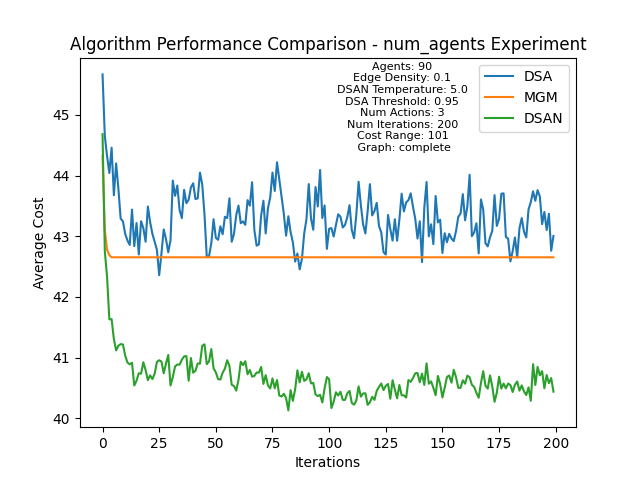 Algorithm Performance Comparison - num_agents Experiment
Agents: 90
Edge Density: 0.1
DSAN Temperature: 5.0
DSA Threshold: 0.95
Num Actions: 3
Num Iterations: 200
Cost Range: 101
Graph: complete
DSA
MGM
DSAN
Average Cost
45
44
43
42
41
40
0 25 50 75 100 125 150 175 200
Iterations